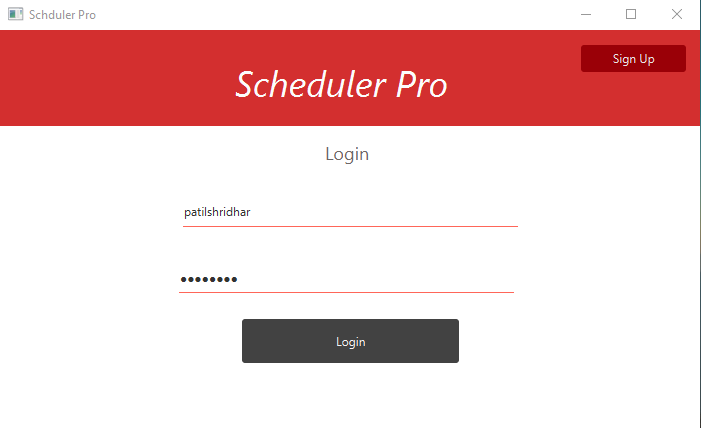 Schduler Pro
Sign Up
Scheduler Pro
Login
patilshridhar
••••••••
Login